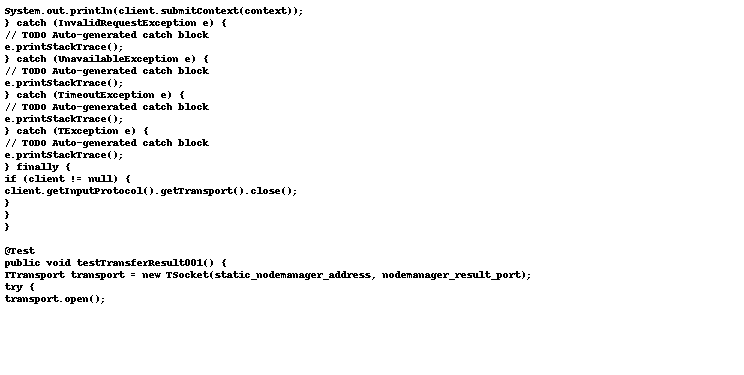 System.out.println(client.submitContext(context));
} catch (InvalidRequestException e) {
// TODO Auto-generated catch block
e.printStackTrace();
} catch (UnavailableException e) {
// TODO Auto-generated catch block
e.printStackTrace();
} catch (TimeoutException e) {
// TODO Auto-generated catch block
e.printStackTrace();
} catch (TException e) {
// TODO Auto-generated catch block
e.printStackTrace();
} finally {
if (client != null) {
client.getInputProtocol().getTransport().close();
}
}
}
@Test
public void testTransferResult001() {
TTransport transport = new TSocket(static_nodemanager_address, nodemanager_result_port);
try {
transport.open();